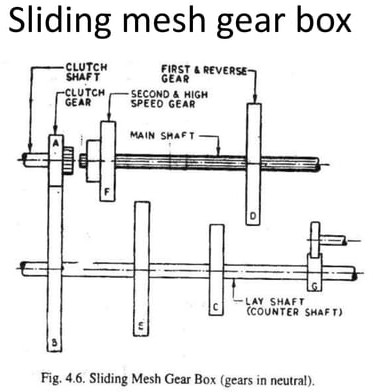 Sliding mesh gear box
CLUTCH
SHAFT
FIRST & REVERSE
GEAR
CLUTCH
GEAR
SECOND & HIGH
SPEED GEAR
MAIN SHAFT
A
F
D
G
C
E
B
LAY SHAFT
(COUNTER SHAFT)
Fig. 4.6. Sliding Mesh Gear Box (gears in neutral).